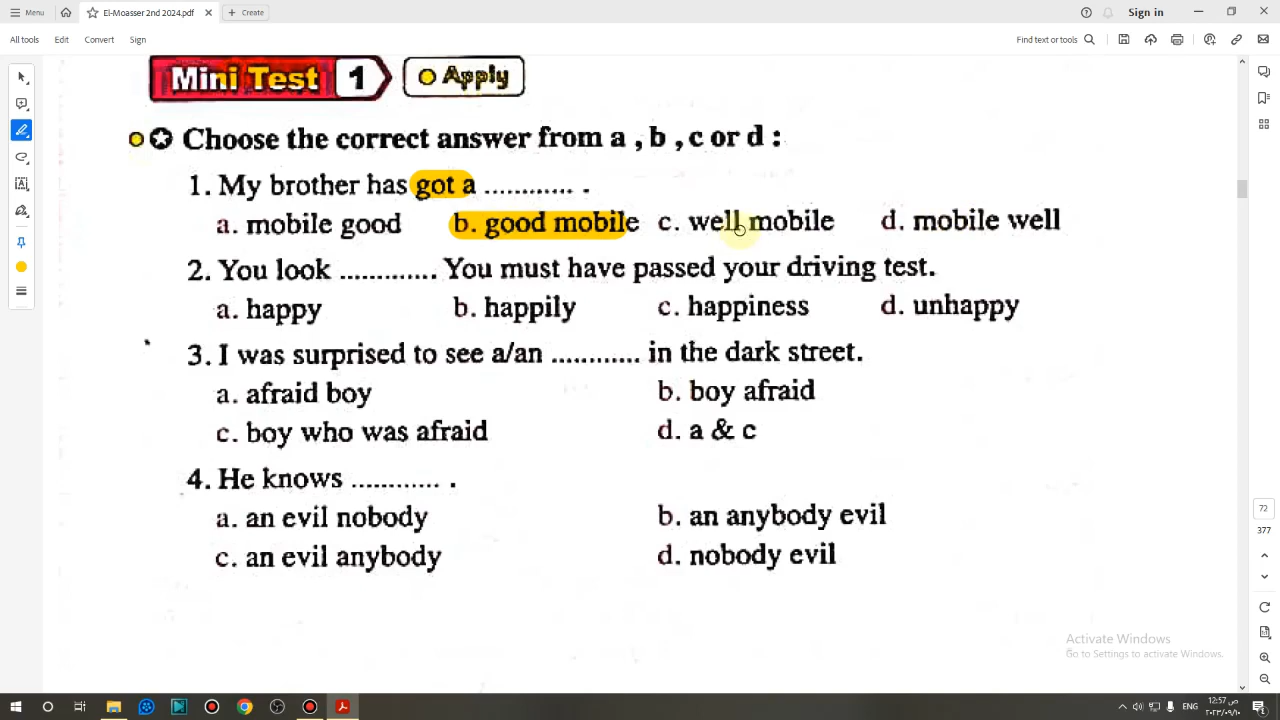 Menu
El-Moasser 2nd 2024.pdf
Create
Sign in
All tools Edit Convert Sign
Find text or tools
Mini Test 1 Apply
Choose the correct answer from a , b , c or d :
1. My brother has got a ............ .
a. mobile good b. good mobile c. well mobile d. mobile well
2. You look ............. You must have passed your driving test.
a. happy b. happily c. happiness d. unhappy
3. I was surprised to see a/an ............ in the dark street.
a. afraid boy b. boy afraid
c. boy who was afraid d. a & c
4. He knows ............ .
a. an evil nobody b. an anybody evil
c. an evil anybody d. nobody evil
72
377
Activate Windows
Go to Settings to activate Windows.
12:57 ص